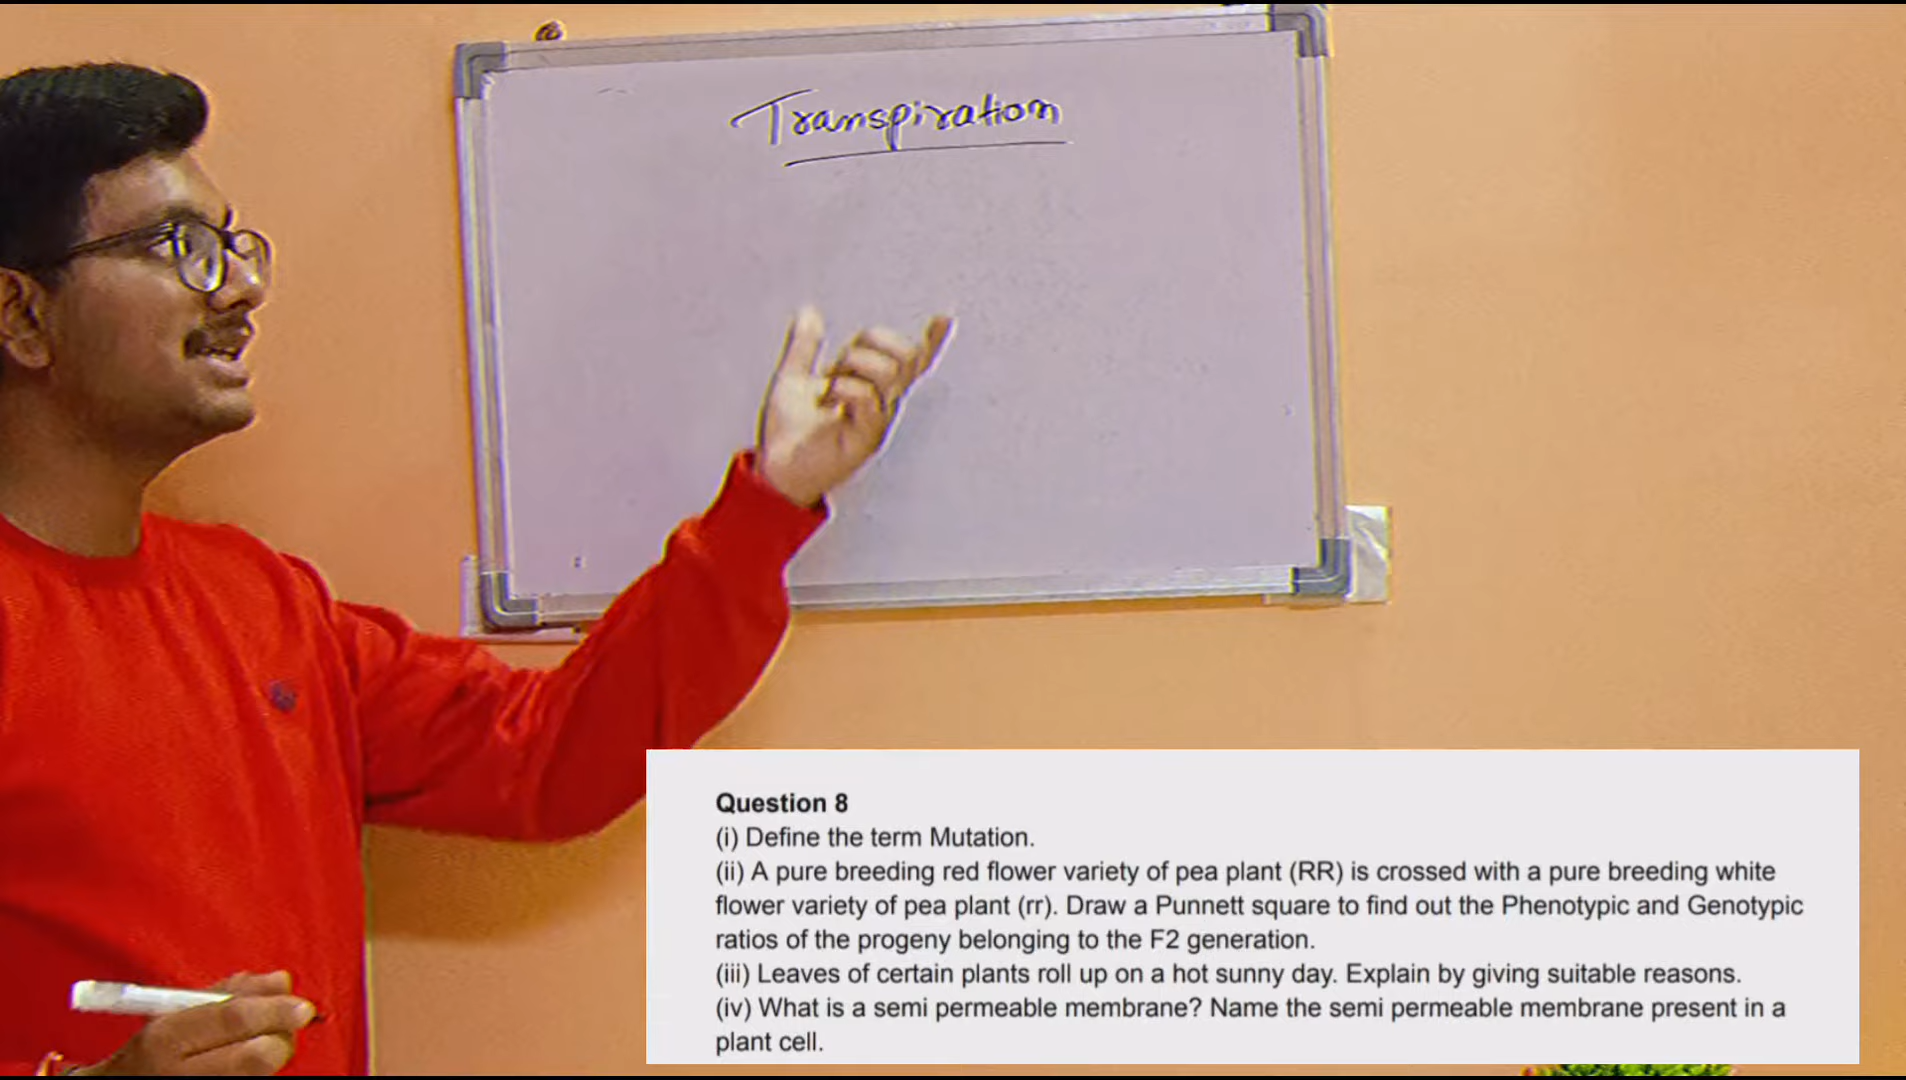 Transpiration
Question 8
(i) Define the term Mutation.
(ii) A pure breeding red flower variety of pea plant (RR) is crossed with a pure breeding white
flower variety of pea plant (rr). Draw a Punnett square to find out the Phenotypic and Genotypic
ratios of the progeny belonging to the F2 generation.
(iii) Leaves of certain plants roll up on a hot sunny day. Explain by giving suitable reasons.
(iv) What is a semi permeable membrane? Name the semi permeable membrane present in a
plant cell.